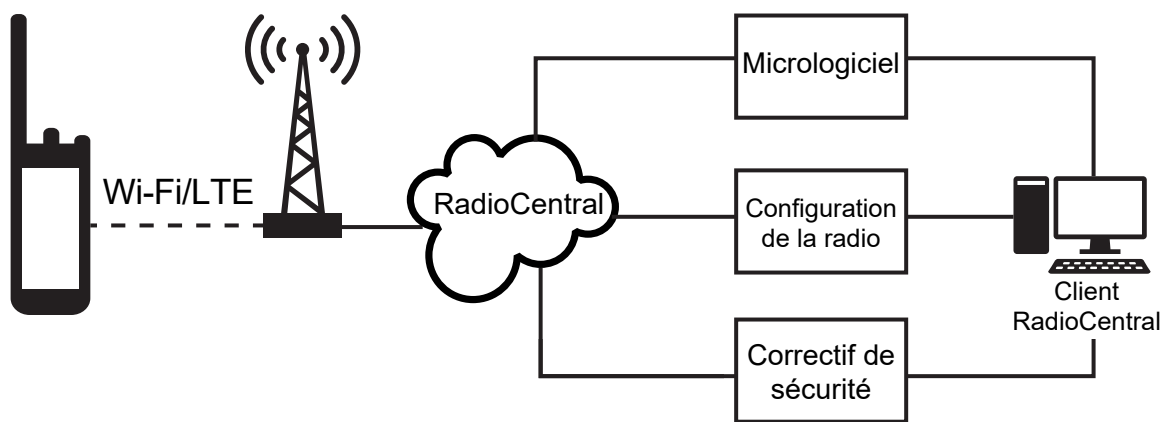 Wi-Fi/LTE
RadioCentral
Micrologiciel
Configuration
de la radio
Correctif de
sécurité
Client
RadioCentral